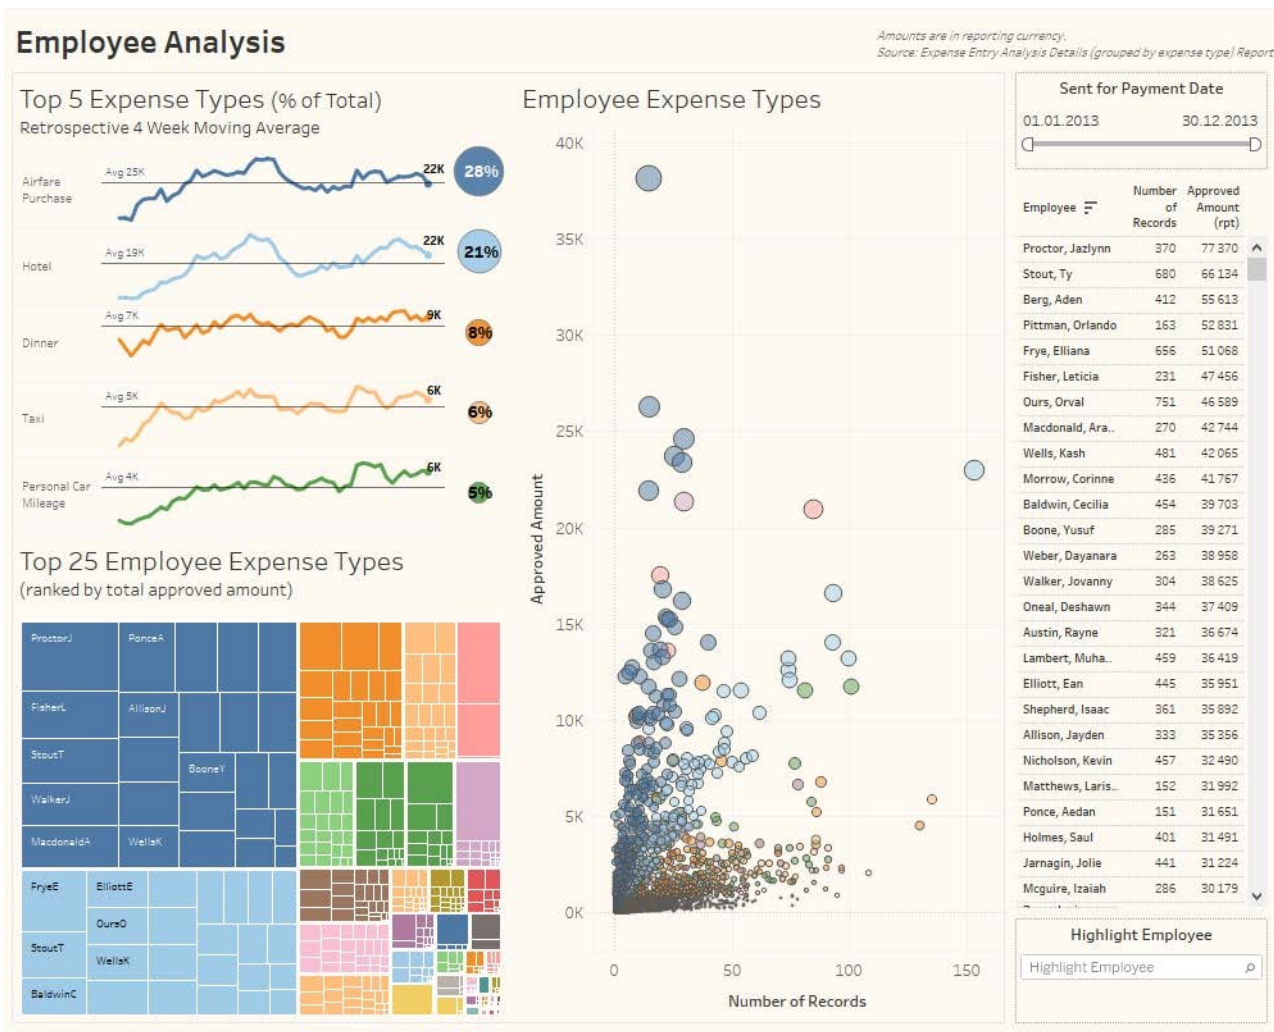 Employee Analysis
Amounts are in reporting currency.
Source: Expense Entry Analysis Details (grouped by expense type) Report
Top 5 Expense Types (% of Total)
Retrospective 4 Week Moving Average
Airfare
Purchase
Avg 25K
22K
28%
Hotel
Avg 19K
22K
21%
Dinner
Avg 7K
9K
8%
Taxi
Avg 5K
6K
6%
Personal Car
Mileage
Avg 4K
6K
5%
Top 25 Employee Expense Types
(ranked by total approved amount)
ProctorJ
PonceA
FisherL
AllisonJ
StoutT
BooneY
WalkerJ
MacdonaldA
WellsK
FryeE
ElliottE
OursO
StoutT
WellsK
BaldwinC
Employee Expense Types
Approved Amount
40K
35K
30K
25K
20K
15K
10K
5K
0K
0 50 100 150
Number of Records
Sent for Payment Date
01.01.2013 30.12.2013
Employee
Number
of
Records
Approved
Amount
(rpt)
Proctor, Jazlynn 370 77 370
Stout, Ty 680 66 134
Berg, Aden 412 55 613
Pittman, Orlando 163 52 831
Frye, Elliana 656 51 068
Fisher, Leticia 231 47 456
Ours, Orval 751 46 589
Macdonald, Ara.. 270 42 744
Wells, Kash 481 42 065
Morrow, Corinne 436 41 767
Baldwin, Cecilia 454 39 703
Boone, Yusuf 285 39 271
Weber, Dayanara 263 38 958
Walker, Jovanny 304 38 625
Oneal, Deshawn 344 37 409
Austin, Rayne 321 36 674
Lambert, Muha.. 459 36 419
Elliott, Ean 445 35 951
Shepherd, Isaac 361 35 892
Allison, Jayden 333 35 356
Nicholson, Kevin 457 32 490
Matthews, Laris.. 152 31 992
Ponce, Aedan 151 31 651
Holmes, Saul 401 31 491
Jarnagin, Jolie 441 31 224
Mcguire, Izaiah 286 30 179
Highlight Employee
Highlight Employee